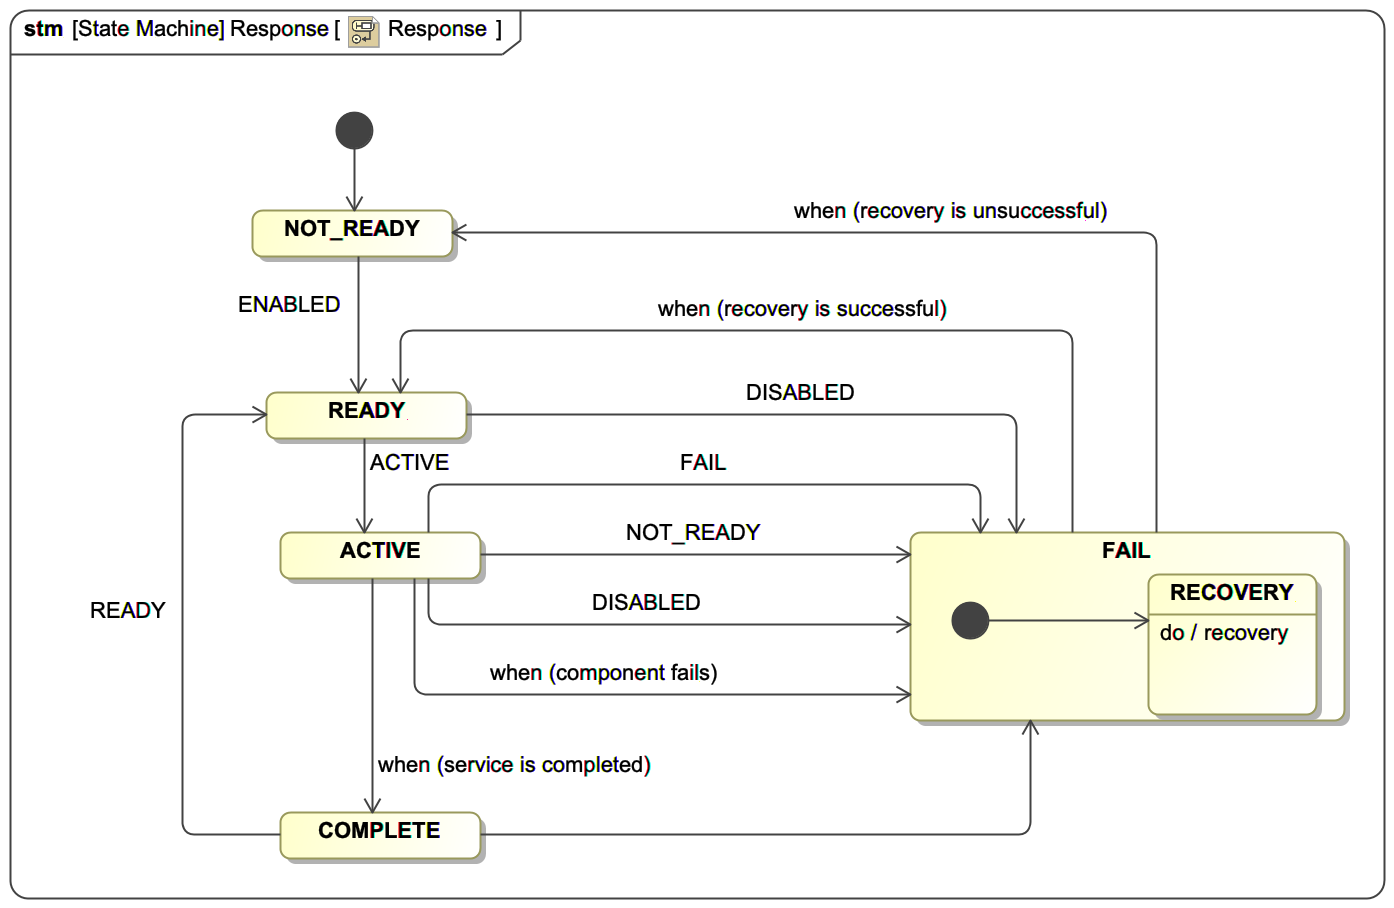 stm [State Machine] Response [ Response ]
NOT_READY
when (recovery is unsuccessful)
ENABLED
when (recovery is successful)
READY
DISABLED
ACTIVE
FAIL
NOT_READY
ACTIVE
FAIL
RECOVERY
do / recovery
DISABLED
READY
when (component fails)
when (service is completed)
COMPLETE